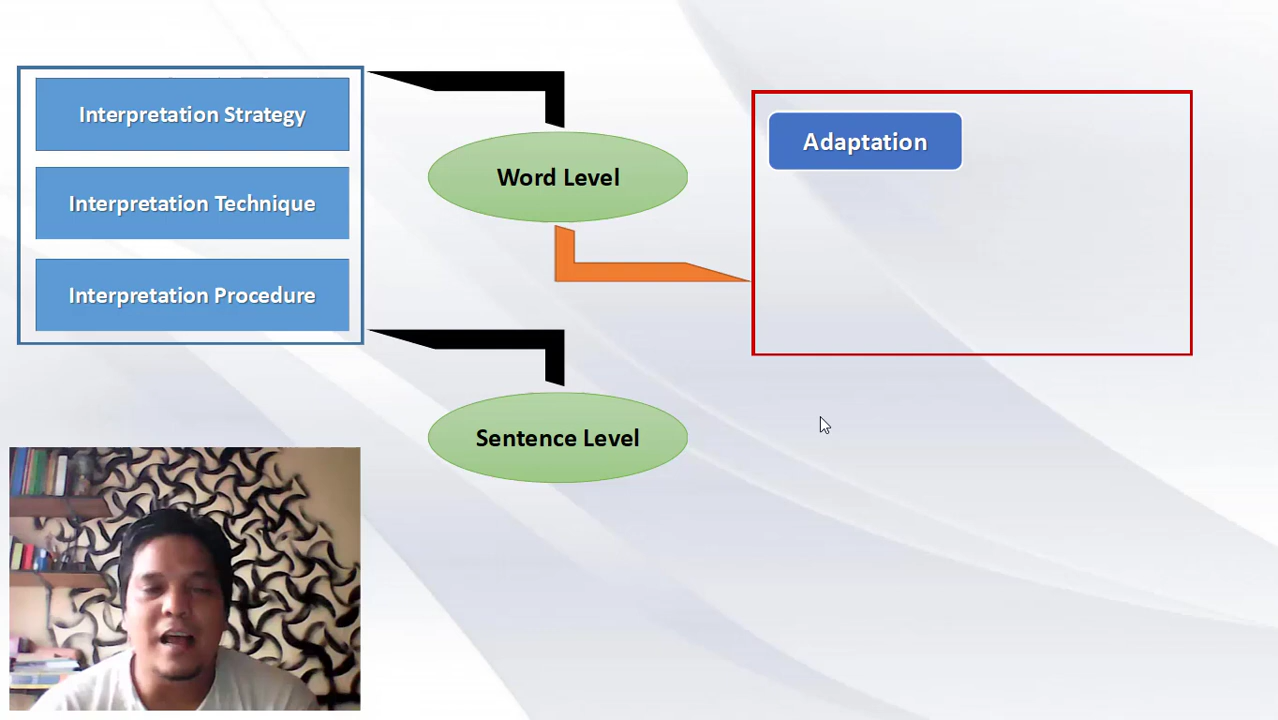 Interpretation Strategy
Interpretation Technique
Interpretation Procedure
Word Level
Sentence Level
Adaptation